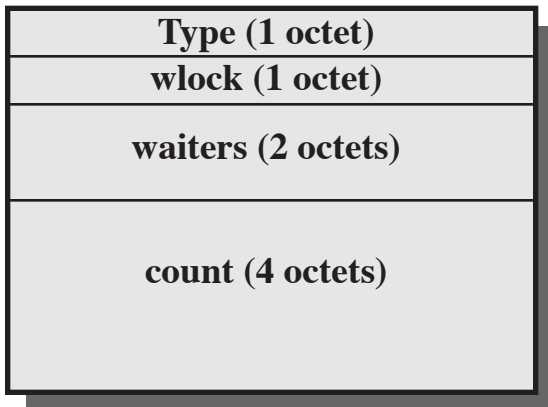 Type (1 octet)
wlock (1 octet)
waiters (2 octets)
count (4 octets)